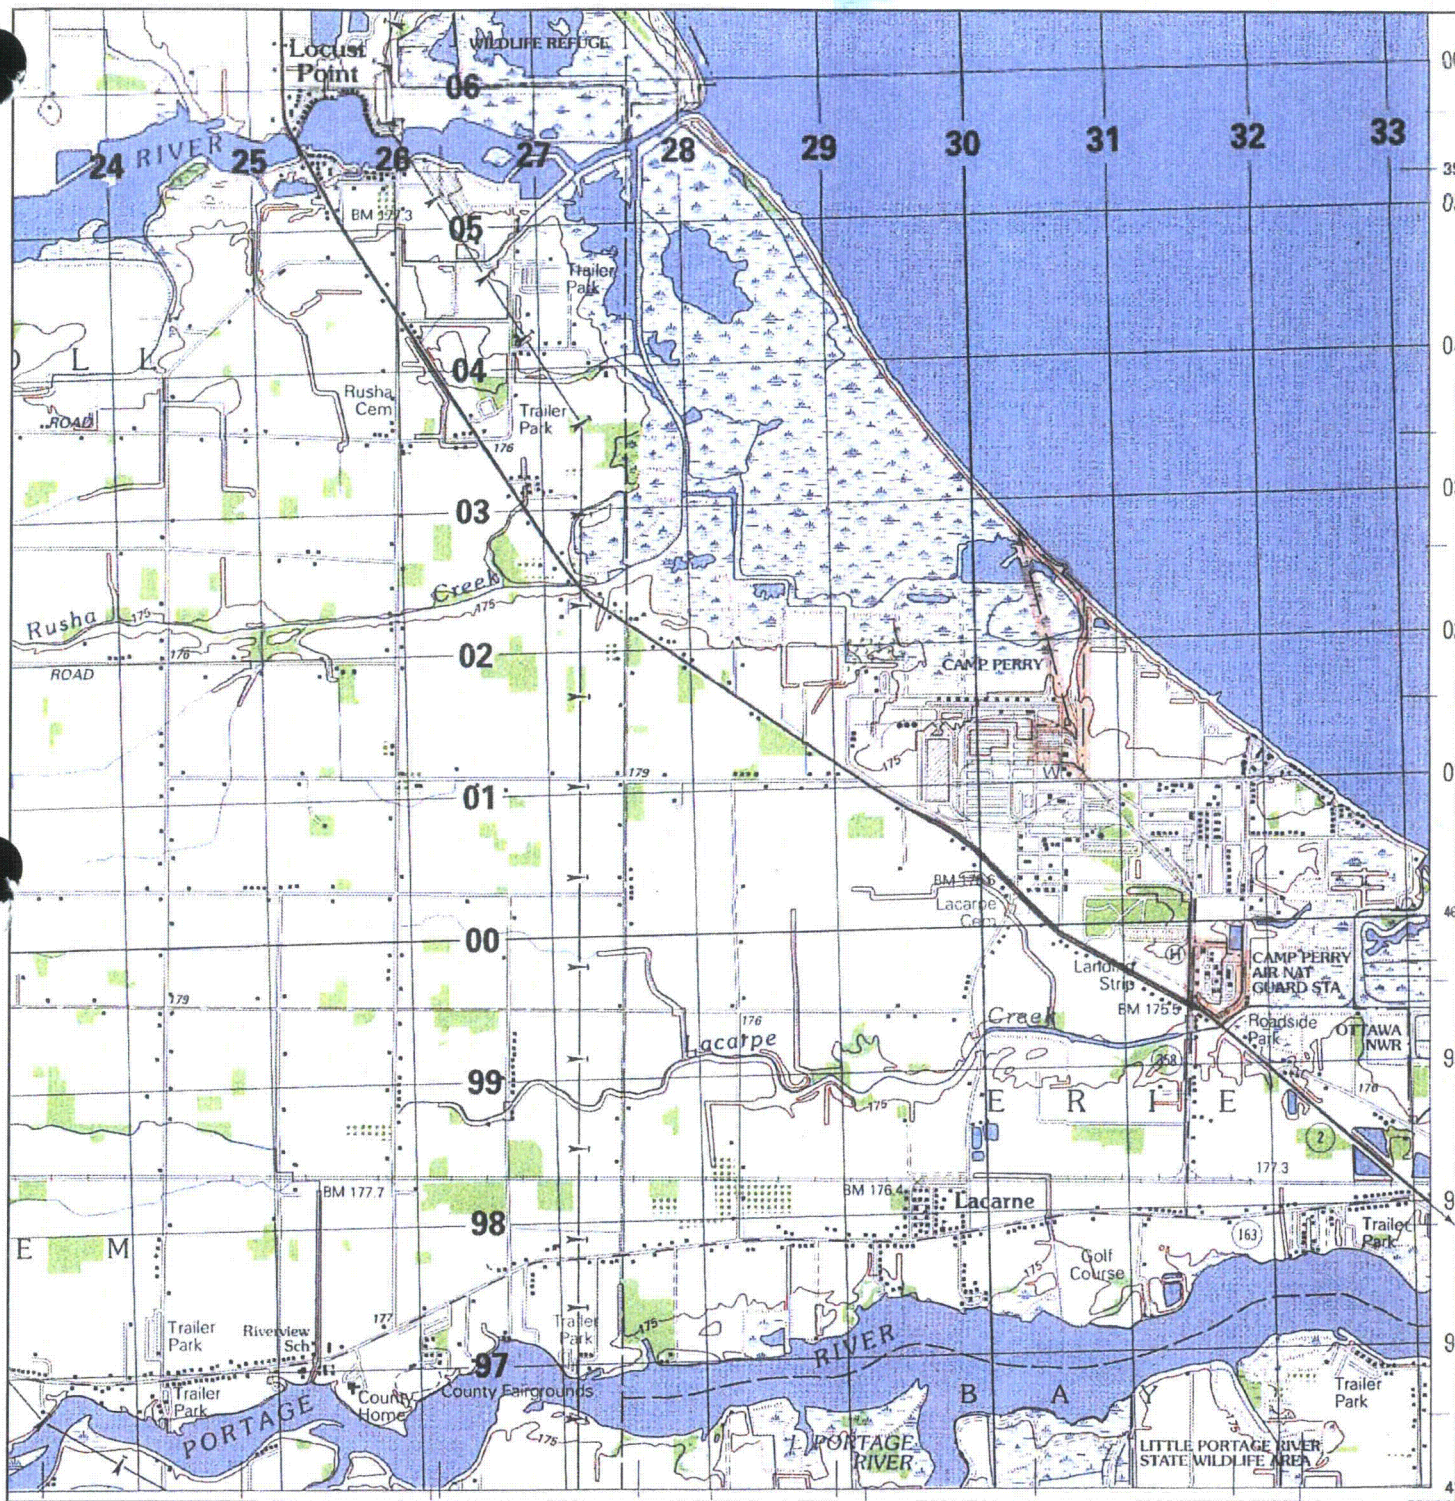 Locust
Point
WILDLIFE REFUGE
06
24
RIVER
25
26
27
28
29
30
31
32
33
BM 177.3
05
Trailer
Park
O L L
04
Rusha
Cem
ROAD
Trailer
Park
176
03
Rusha
Creek
175
175
ROAD
176
02
CAMP PERRY
175
W
179
01
BM 176.6
Lacarpe
Cem
00
Landing
Strip
H
CAMP PERRY
AIR NAT
GUARD STA
179
176
BM 175.5
Roadside
Park
OTTAWA
NWR
Lacarpe
Creek
358
99
175
176
E R I E
2
177.3
BM 177.7
BM 176.4
Lacarne
98
163
Trailer
Park
E M
Golf
Course
175
177
Trailer
Park
Riverview
Sch
Trailer
Park
175
RIVER
97
Trailer
Park
County
Home
County Fairgrounds
B A Y
Trailer
Park
PORTAGE
175
PORTAGE
RIVER
175
LITTLE PORTAGE RIVER
STATE WILDLIFE AREA